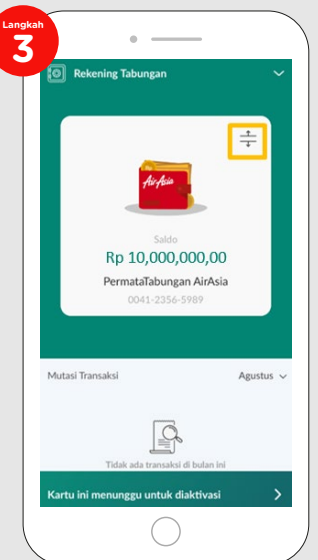 Langkah
3
Rekening Tabungan
AirAsia
Saldo
Rp 10,000,000,00
PermataTabungan AirAsia
0041-2356-5989
Mutasi Transaksi
Agustus
Tidak ada transaksi di bulan ini
Kartu ini menunggu untuk diaktivasi